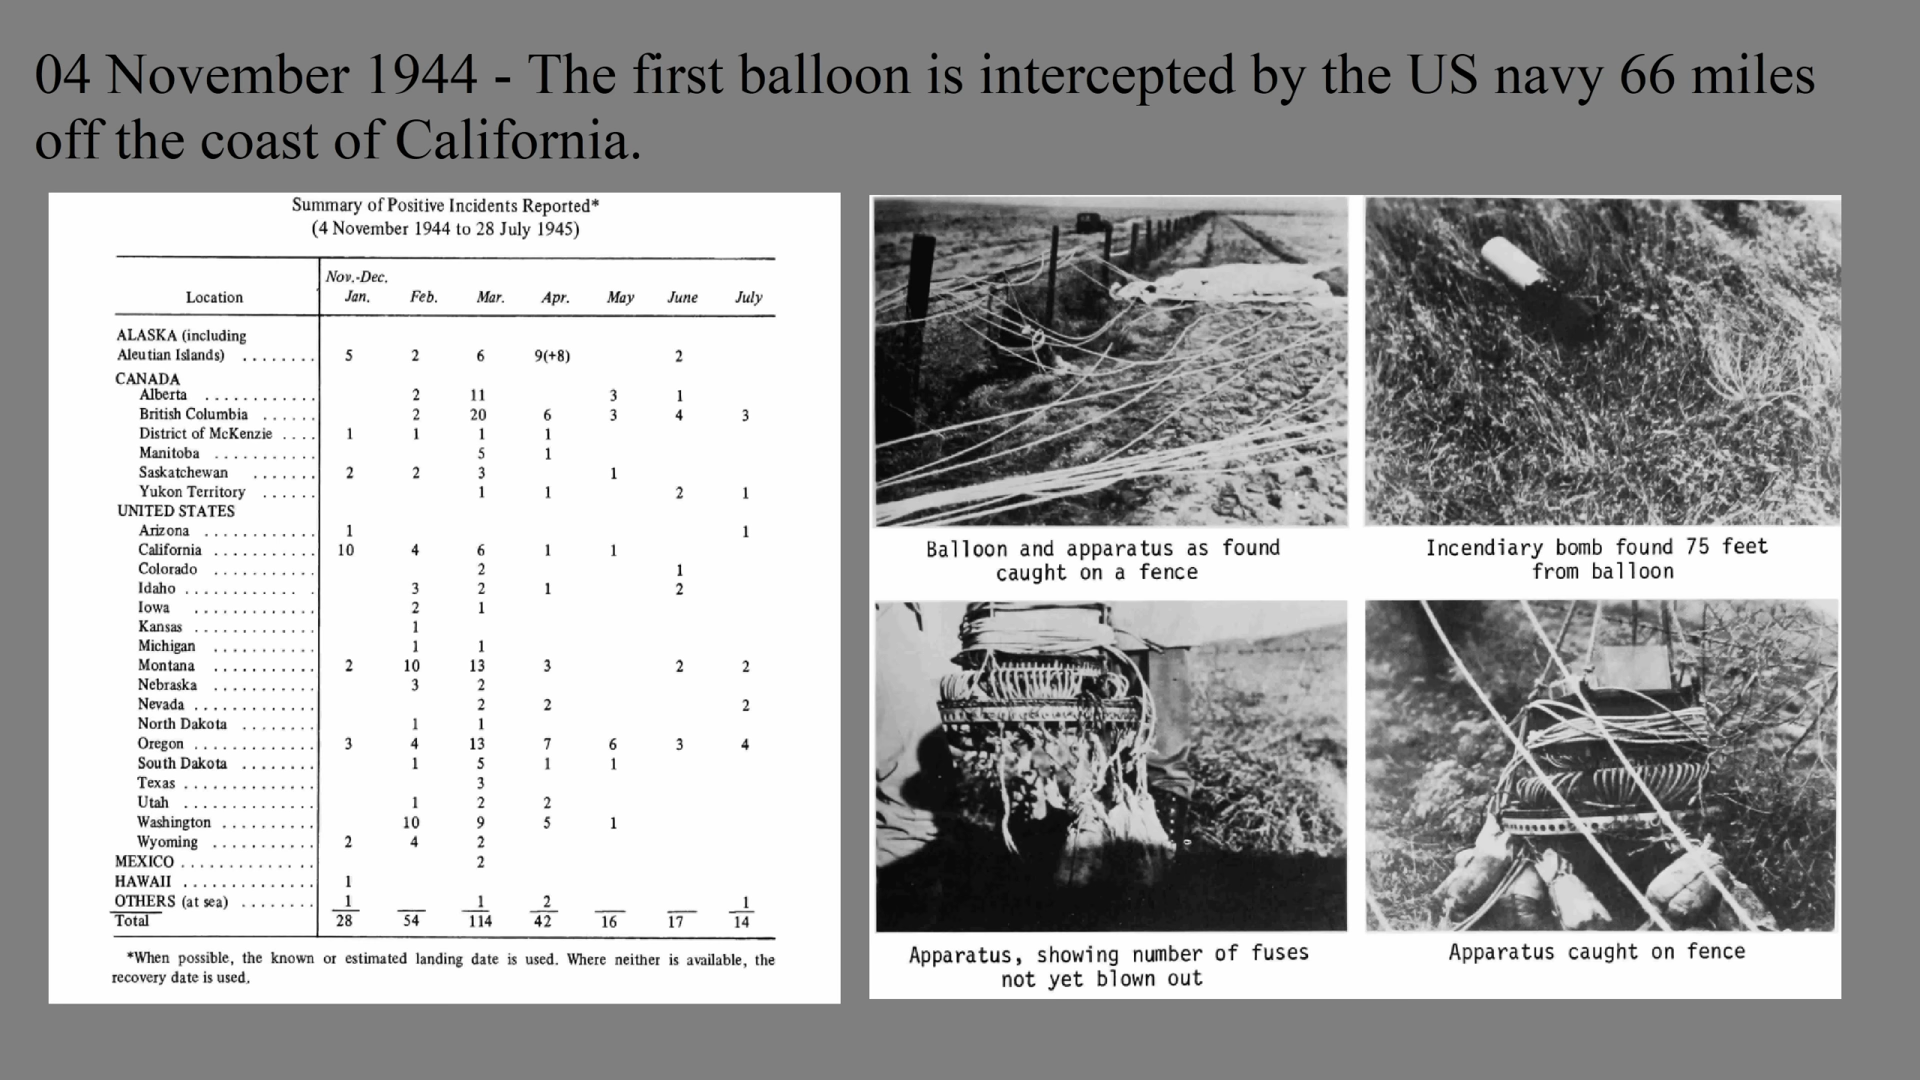 04 November 1944 - The first balloon is intercepted by the US navy 66 miles
off the coast of California.
Summary of Positive Incidents Reported*
(4 November 1944 to 28 July 1945)
Nov.-Dec.
Location Jan. Feb. Mar. Apr. May June July
ALASKA (including
Aleutian Islands) ........ 5 2 6 9(+8) 2
CANADA
Alberta ............ 2 11 3 1
British Columbia ...... 2 20 6 3 4 3
District of McKenzie .... 1 1 1 1
Manitoba ........... 5 1
Saskatchewan ....... 2 2 3 1
Yukon Territory ...... 1 1 2 1
UNITED STATES
Arizona ............ 1 1
California ........... 10 4 6 1 1
Colorado ........... 2 1
Idaho ............. 3 2 1 2
Iowa ............. 2 1
Kansas ............. 1
Michigan ........... 1 1
Montana ........... 2 10 13 3 2 2
Nebraska ........... 3 2
Nevada ............. 2 2 2
North Dakota ........ 1 1
Oregon ............. 3 4 13 7 6 3 4
South Dakota ........ 1 5 1 1
Texas .............. 3
Utah .............. 1 2 2
Washington .......... 10 9 5 1
Wyoming ........... 2 4 2
MEXICO .............. 2
HAWAII .............. 1
OTHERS (at sea) ........ 1 1 2 1
Total 28 54 114 42 16 17 14
*When possible, the known or estimated landing date is used. Where neither is available, the
recovery date is used.
Balloon and apparatus as found
caught on a fence
Incendiary bomb found 75 feet
from balloon
Apparatus, showing number of fuses
not yet blown out
Apparatus caught on fence